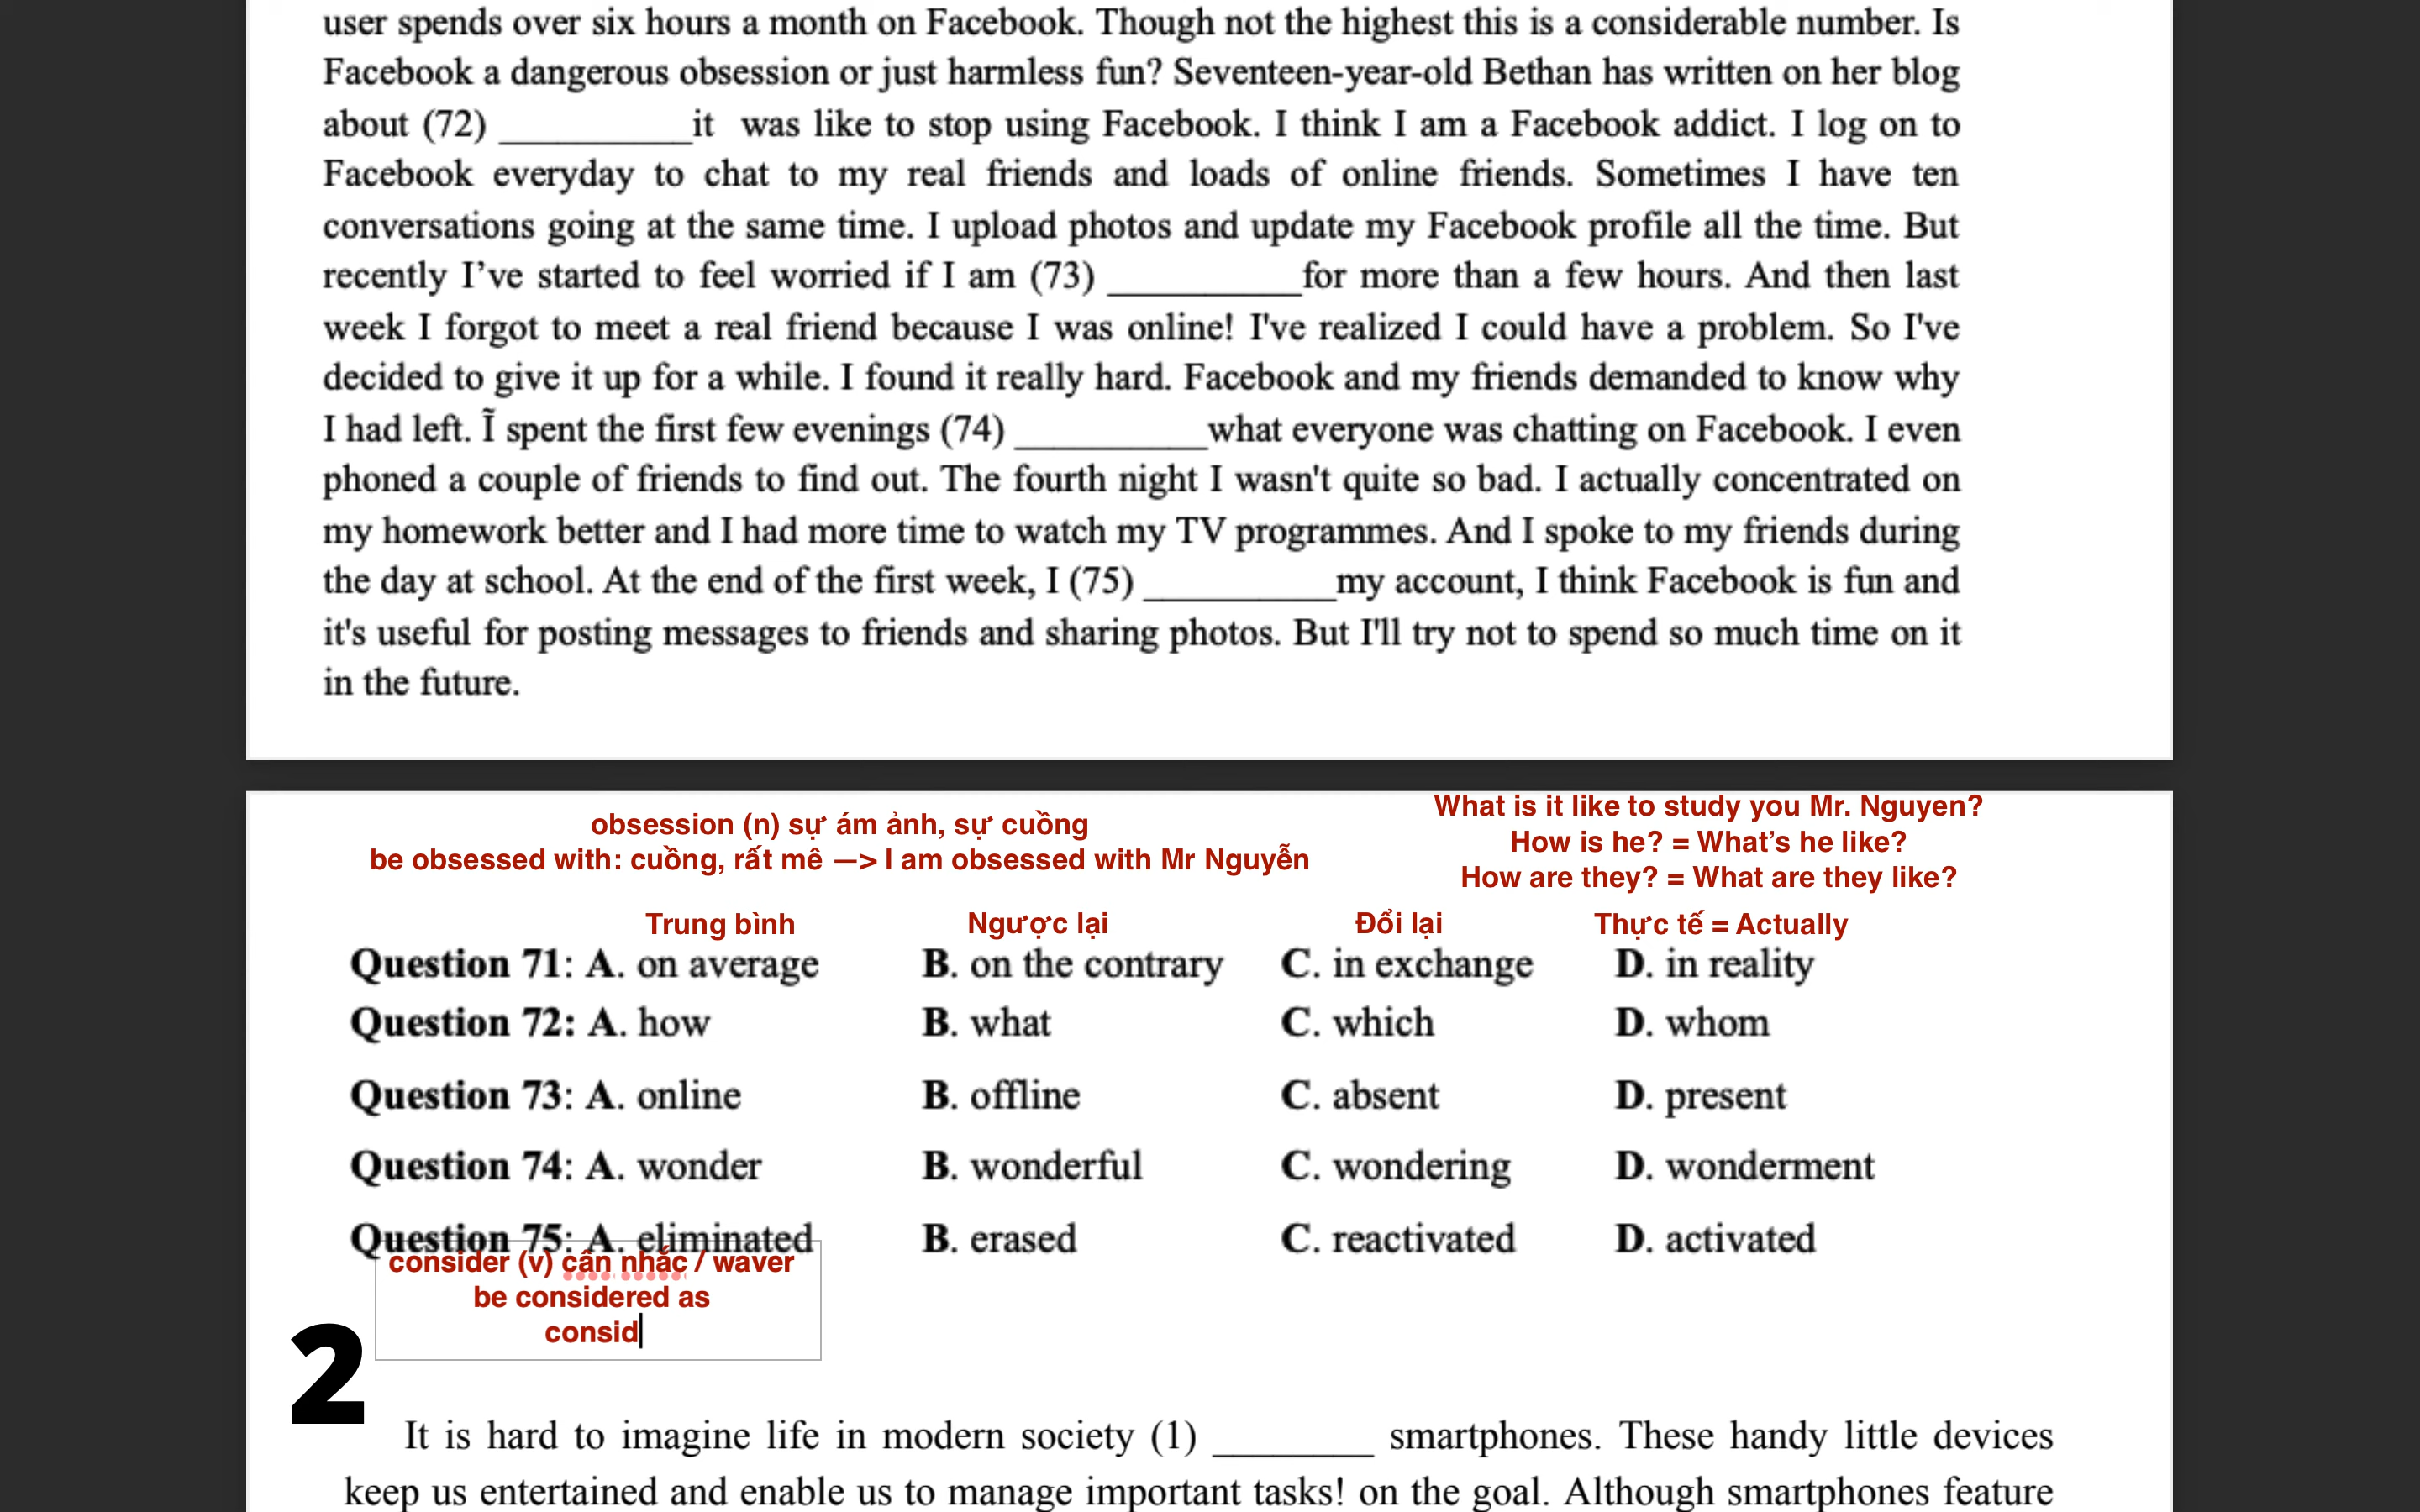 user spends over six hours a month on Facebook. Though not the highest this is a considerable number. Is
Facebook a dangerous obsession or just harmless fun? Seventeen-year-old Bethan has written on her blog
about (72) __________it was like to stop using Facebook. I think I am a Facebook addict. I log on to
Facebook everyday to chat to my real friends and loads of online friends. Sometimes I have ten
conversations going at the same time. I upload photos and update my Facebook profile all the time. But
recently I’ve started to feel worried if I am (73) __________for more than a few hours. And then last
week I forgot to meet a real friend because I was online! I've realized I could have a problem. So I've
decided to give it up for a while. I found it really hard. Facebook and my friends demanded to know why
I had left. Ĩ spent the first few evenings (74) __________what everyone was chatting on Facebook. I even
phoned a couple of friends to find out. The fourth night I wasn't quite so bad. I actually concentrated on
my homework better and I had more time to watch my TV programmes. And I spoke to my friends during
the day at school. At the end of the first week, I (75) __________my account, I think Facebook is fun and
it's useful for posting messages to friends and sharing photos. But I'll try not to spend so much time on it
in the future.
obsession (n) sự ám ảnh, sự cuồng
be obsessed with: cuồng, rất mê —> I am obsessed with Mr Nguyễn
What is it like to study you Mr. Nguyen?
How is he? = What’s he like?
How are they? = What are they like?
Trung bình Ngược lại Đổi lại Thực tế = Actually
Question 71: A. on average B. on the contrary C. in exchange D. in reality
Question 72: A. how B. what C. which D. whom
Question 73: A. online B. offline C. absent D. present
Question 74: A. wonder B. wonderful C. wondering D. wonderment
Question 75: A. eliminated B. erased C. reactivated D. activated
consider (v) cân nhắc / waver
be considered as
consid
2
It is hard to imagine life in modern society (1) ________ smartphones. These handy little devices
keep us entertained and enable us to manage important tasks! on the goal. Although smartphones feature